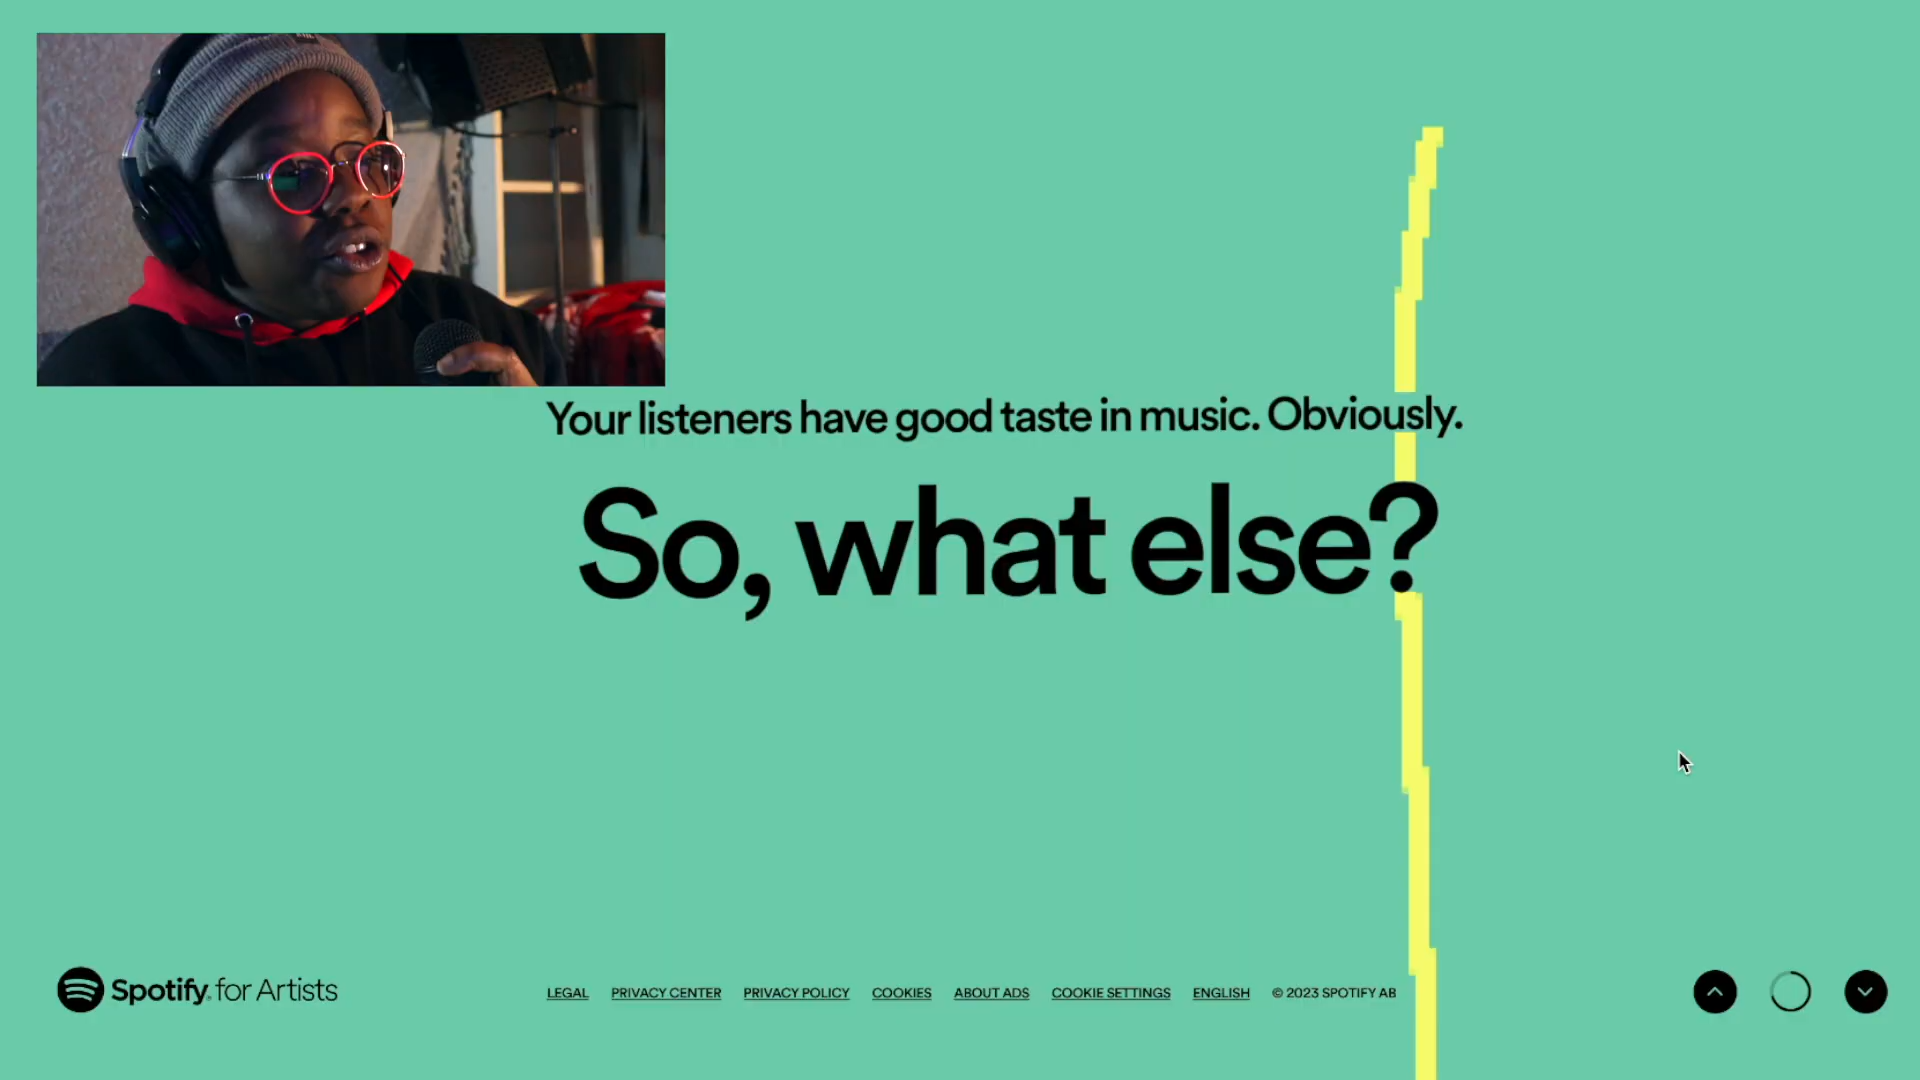 Your listeners have good taste in music. Obviously.
So, what else?
Spotify for Artists
LEGAL PRIVACY CENTER PRIVACY POLICY COOKIES ABOUT ADS COOKIE SETTINGS ENGLISH © 2023 SPOTIFY AB